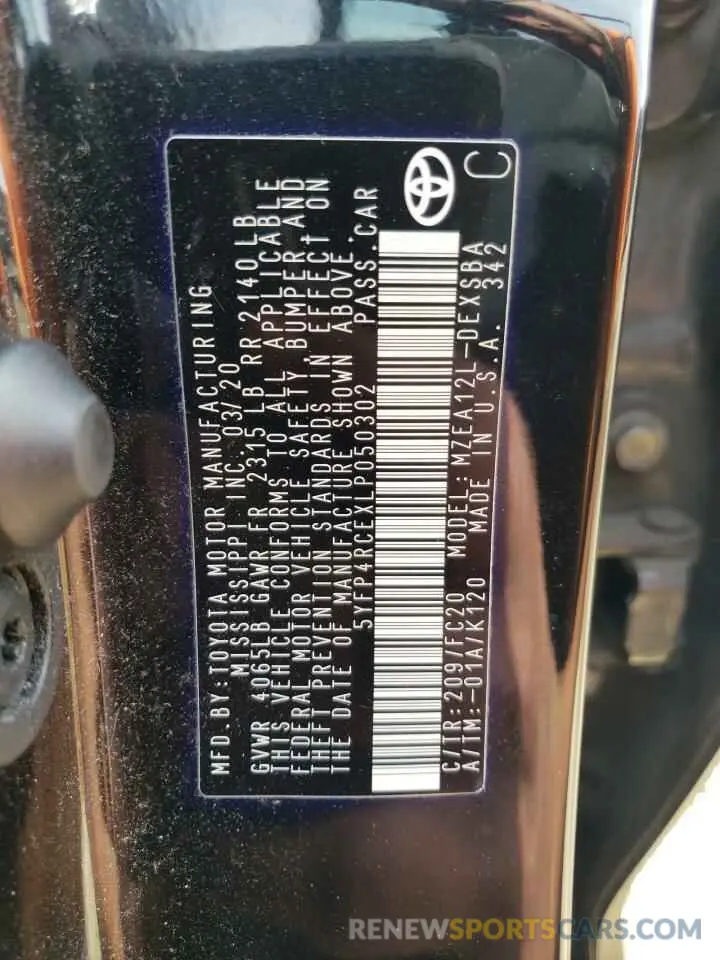 MFD.BY:TOYOTA MOTOR MANUFACTURING
MISSISSIPPI INC. 03/20
GVWR 4065LB GAWR FR 2315 LB RR 2140 LB
THIS VEHICLE CONFORMS TO ALL APPLICABLE
FEDERAL MOTOR VEHICLE SAFETY, BUMPER AND
THEFT PREVENTION STANDARDS IN EFFECT ON
THE DATE OF MANUFACTURE SHOWN ABOVE.
5YFP4RCEXLP050302 PASS.CAR
C/TR:209/FC20 MODEL:MZEA12L-DEXSBA
A/TM:-01A/K120 MADE IN U.S.A. 342
C
RENEWSPORTSCARS.COM